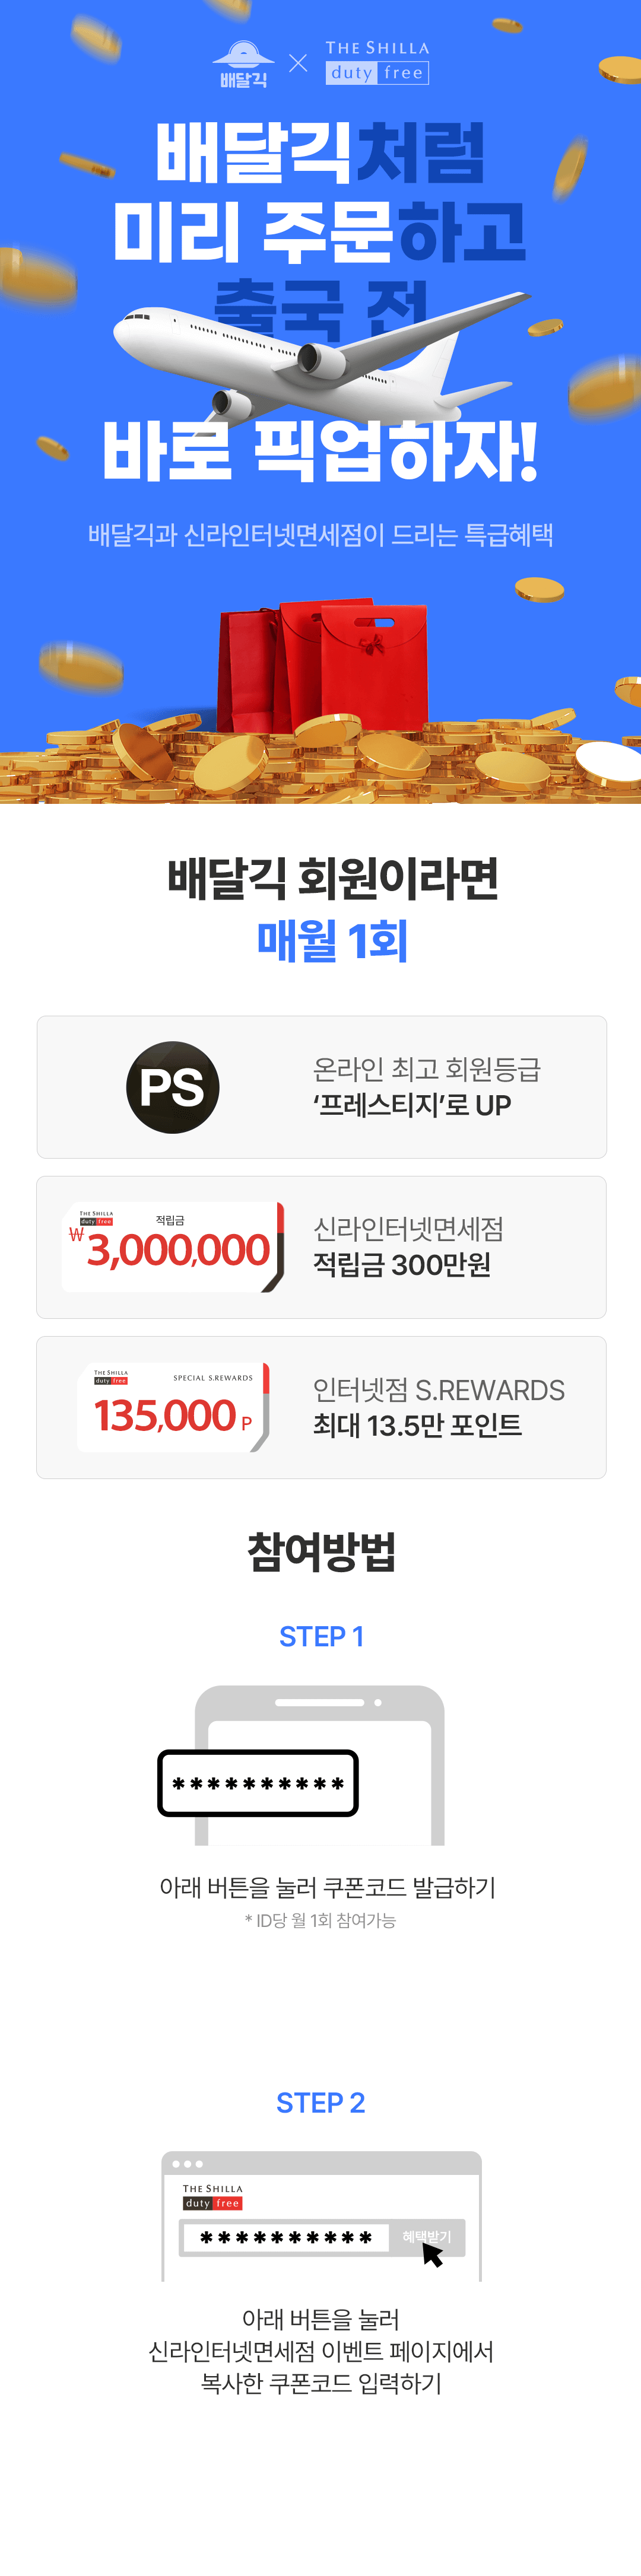 배달긱
THE SHILLA
duty free
배달긱처럼
미리 주문하고
출국 전
바로 픽업하자!
배달긱과 신라인터넷면세점이 드리는 특급혜택
배달긱 회원이라면
매월 1회
PS
온라인 최고 회원등급
‘프레스티지’로 UP
THE SHILLA
duty free
적립금
₩3,000,000
신라인터넷면세점
적립금 300만원
THE SHILLA
duty free
SPECIAL S.REWARDS
135,000 P
인터넷점 S.REWARDS
최대 13.5만 포인트
참여방법
STEP 1
**********
아래 버튼을 눌러 쿠폰코드 발급하기
* ID당 월 1회 참여가능
STEP 2
THE SHILLA
duty free
********** 혜택받기
아래 버튼을 눌러
신라인터넷면세점 이벤트 페이지에서
복사한 쿠폰코드 입력하기